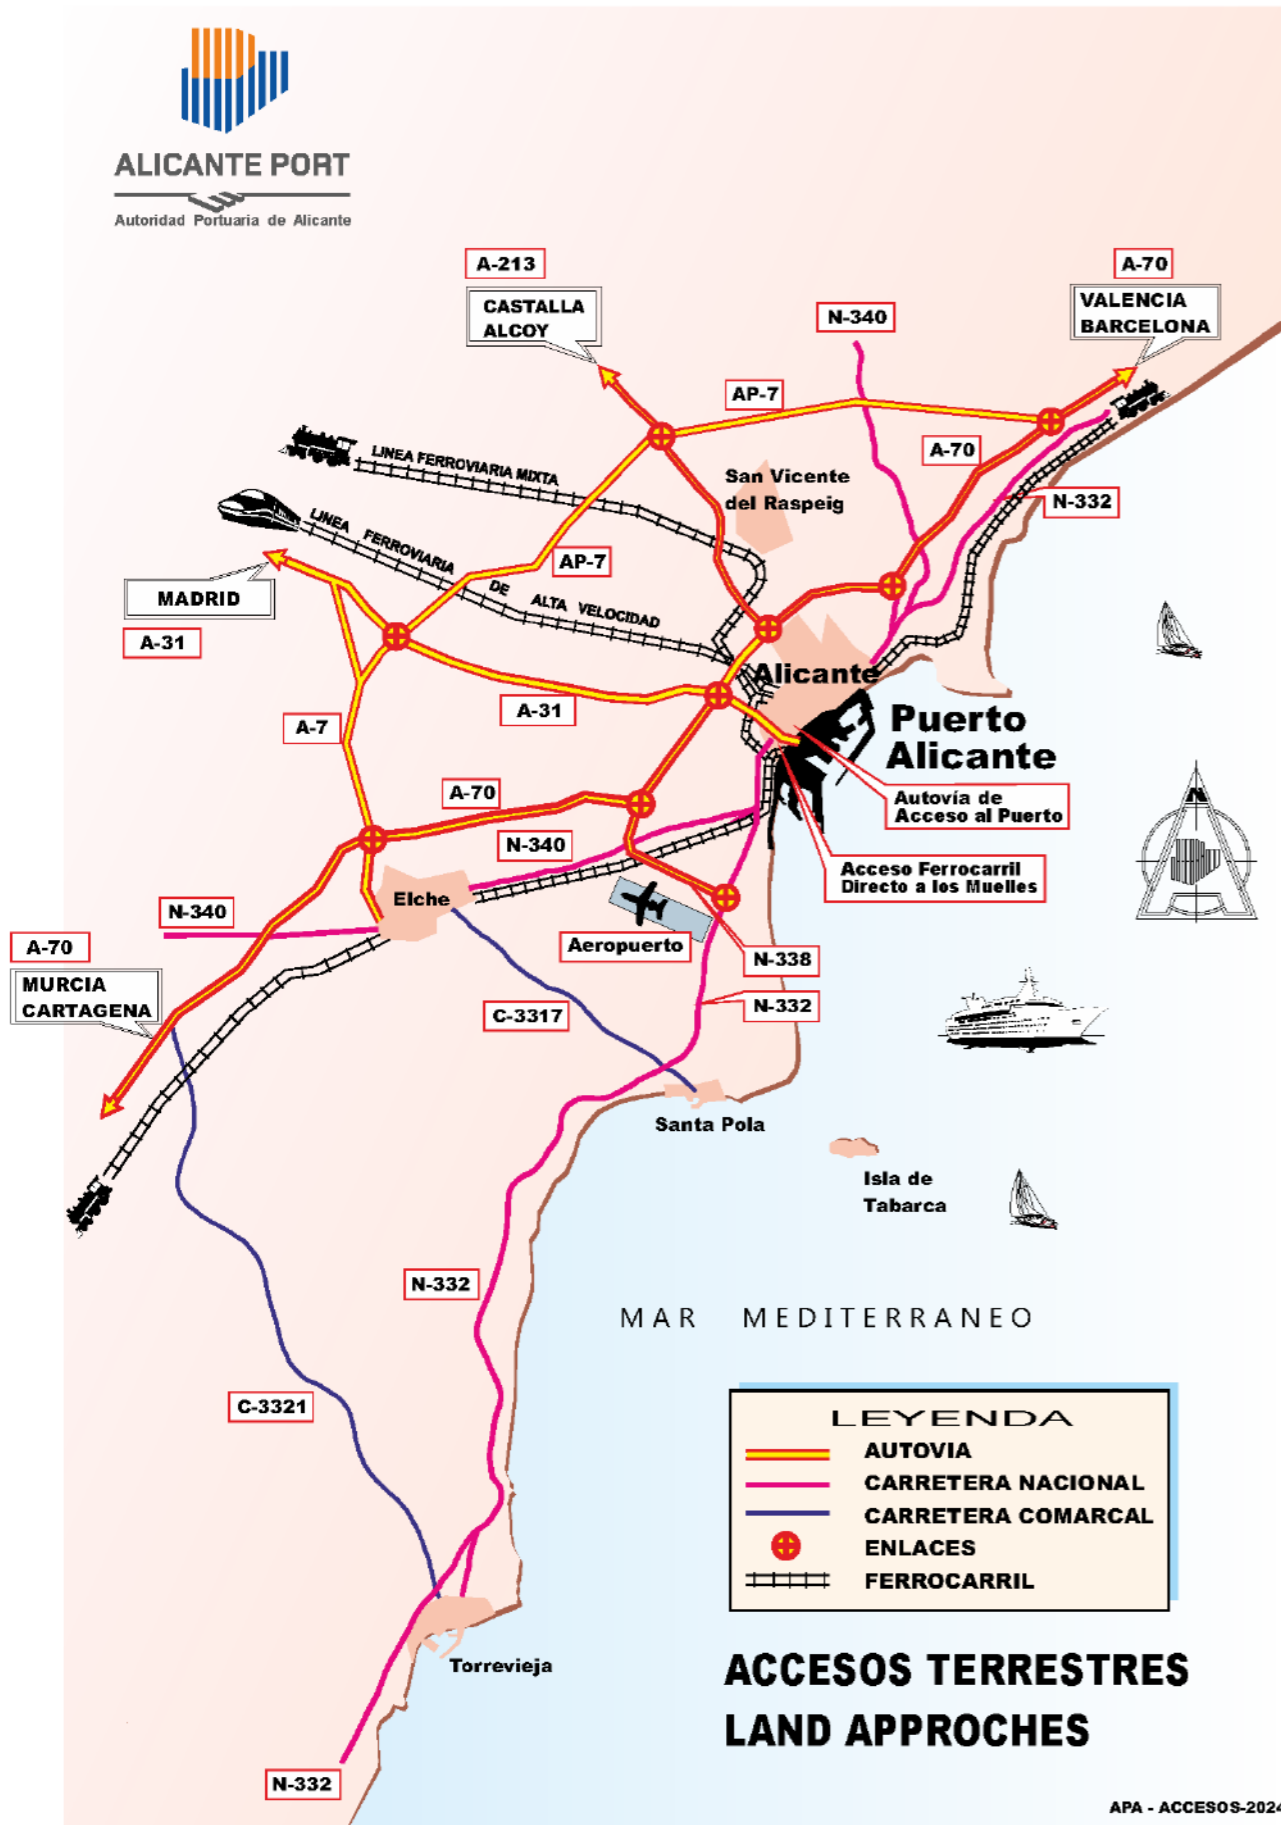 ALICANTE PORT
Autoridad Portuaria de Alicante
A-213
CASTALLA
ALCOY
A-70
VALENCIA
BARCELONA
N-340
AP-7
A-70
LINEA FERROVIARIA MIXTA
San Vicente
del Raspeig
N-332
LINEA FERROVIARIA DE ALTA VELOCIDAD
AP-7
MADRID
A-31
Alicante
A-31
A-7
Puerto
Alicante
A-70
Autovía de
Acceso al Puerto
N-340
Acceso Ferrocarril
Directo a los Muelles
N
Elche
N-340
A-70
Aeropuerto
N-338
MURCIA
CARTAGENA
N-332
C-3317
Santa Pola
Isla de
Tabarca
N-332
MAR MEDITERRANEO
C-3321
LEYENDA
AUTOVIA
CARRETERA NACIONAL
CARRETERA COMARCAL
ENLACES
FERROCARRIL
Torrevieja
ACCESOS TERRESTRES
LAND APPROCHES
N-332
APA - ACCESOS-2024